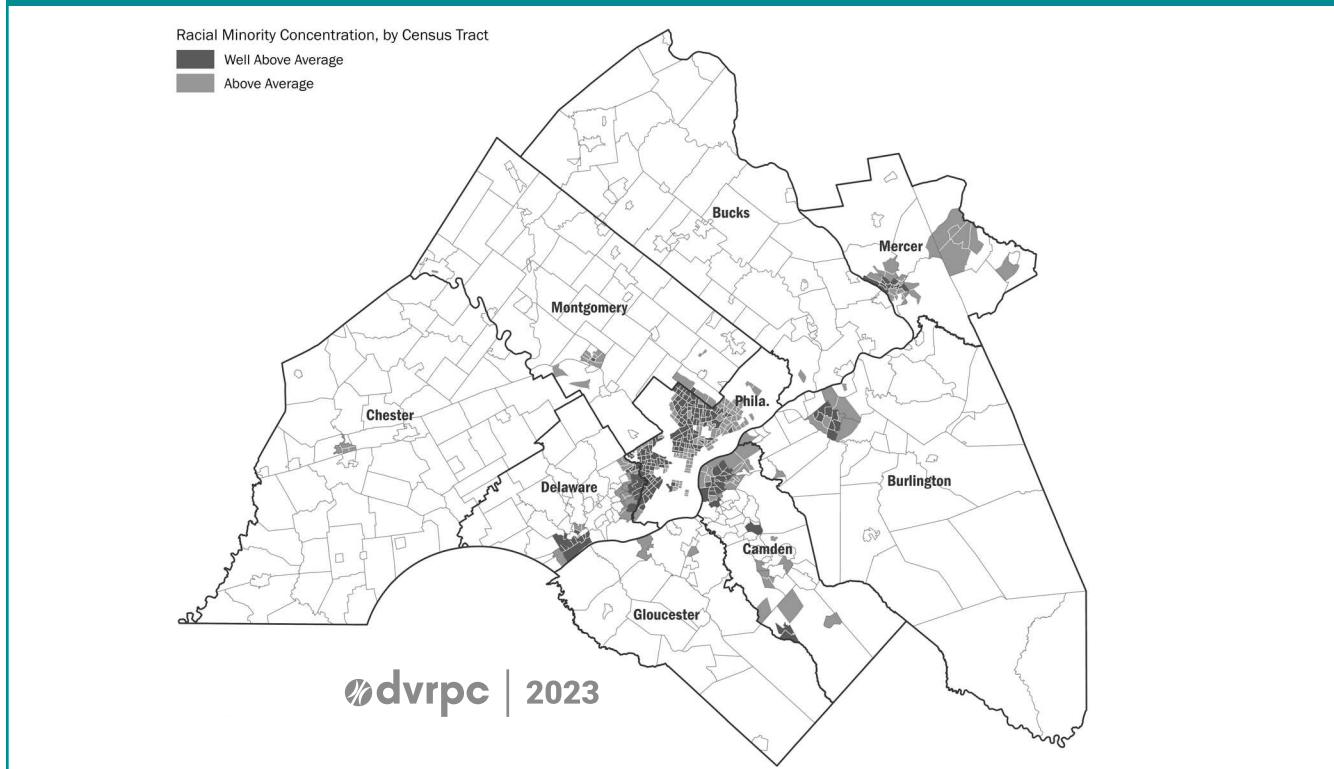 Racial Minority Concentration, by Census Tract
Well Above Average
Above Average
Bucks
Mercer
Montgomery
Phila.
Chester
Delaware
Burlington
Camden
Gloucester
dvrpc | 2023